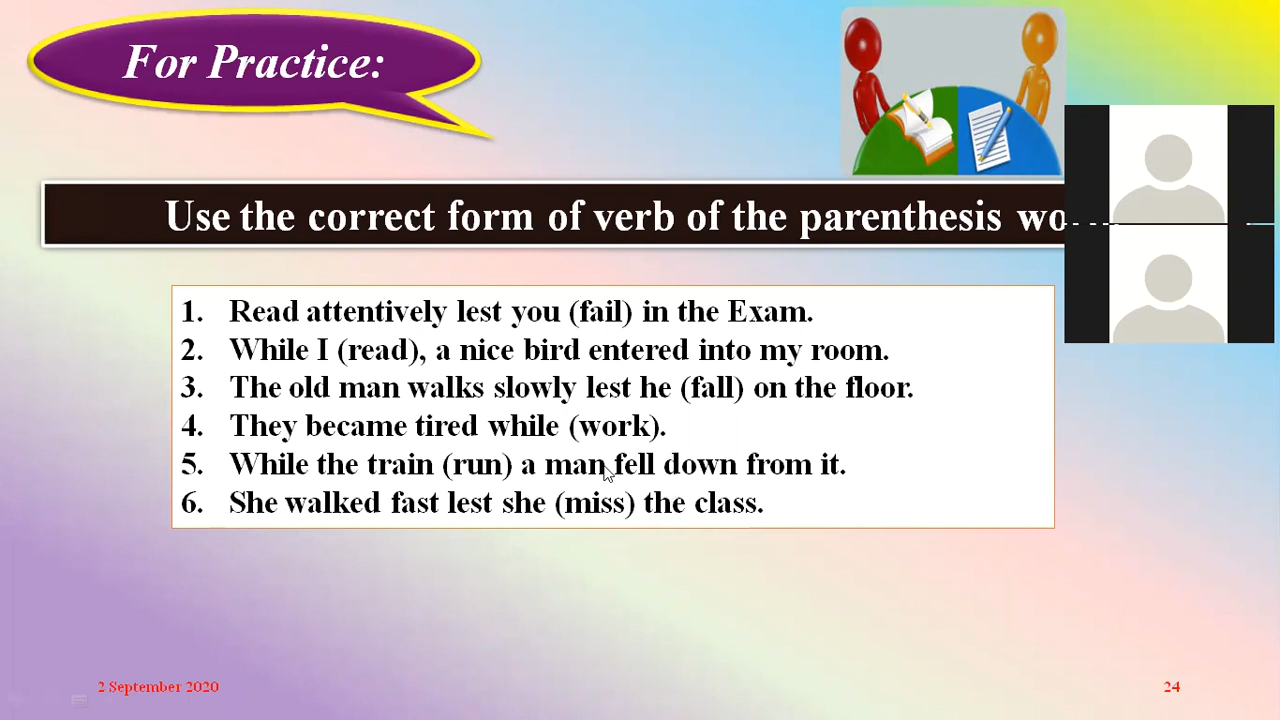 For Practice:
Use the correct form of verb of the parenthesis
1. Read attentively lest you (fail) in the Exam.
2. While I (read), a nice bird entered into my room.
3. The old man walks slowly lest he (fall) on the floor.
4. They became tired while (work).
5. While the train (run) a man fell down from it.
6. She walked fast lest she (miss) the class.
2 September 2020
24